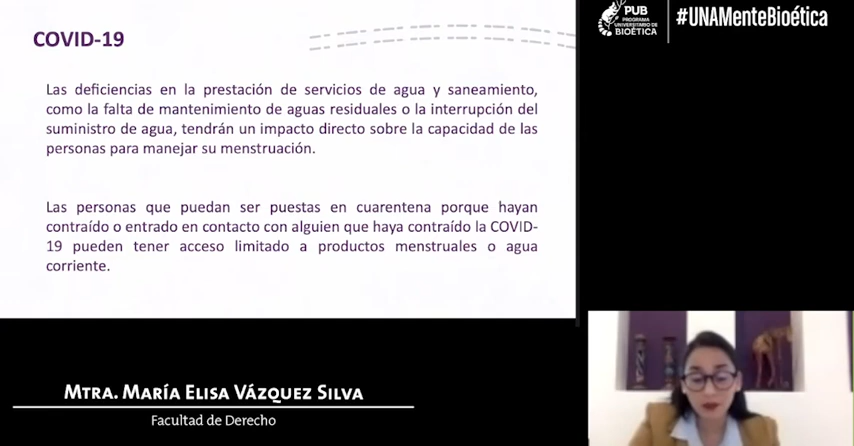 COVID-19
Las deficiencias en la prestación de servicios de agua y saneamiento,
como la falta de mantenimiento de aguas residuales o la interrupción del
suministro de agua, tendrán un impacto directo sobre la capacidad de las
personas para manejar su menstruación.
Las personas que puedan ser puestas en cuarentena porque hayan
contraído o entrado en contacto con alguien que haya contraído la COVID-
19 pueden tener acceso limitado a productos menstruales o agua
corriente.
PUB
PROGRAMA
UNIVERSITARIO DE
BIOÉTICA
#UNAMenteBioética
MTRA. MARÍA ELISA VÁZQUEZ SILVA
Facultad de Derecho